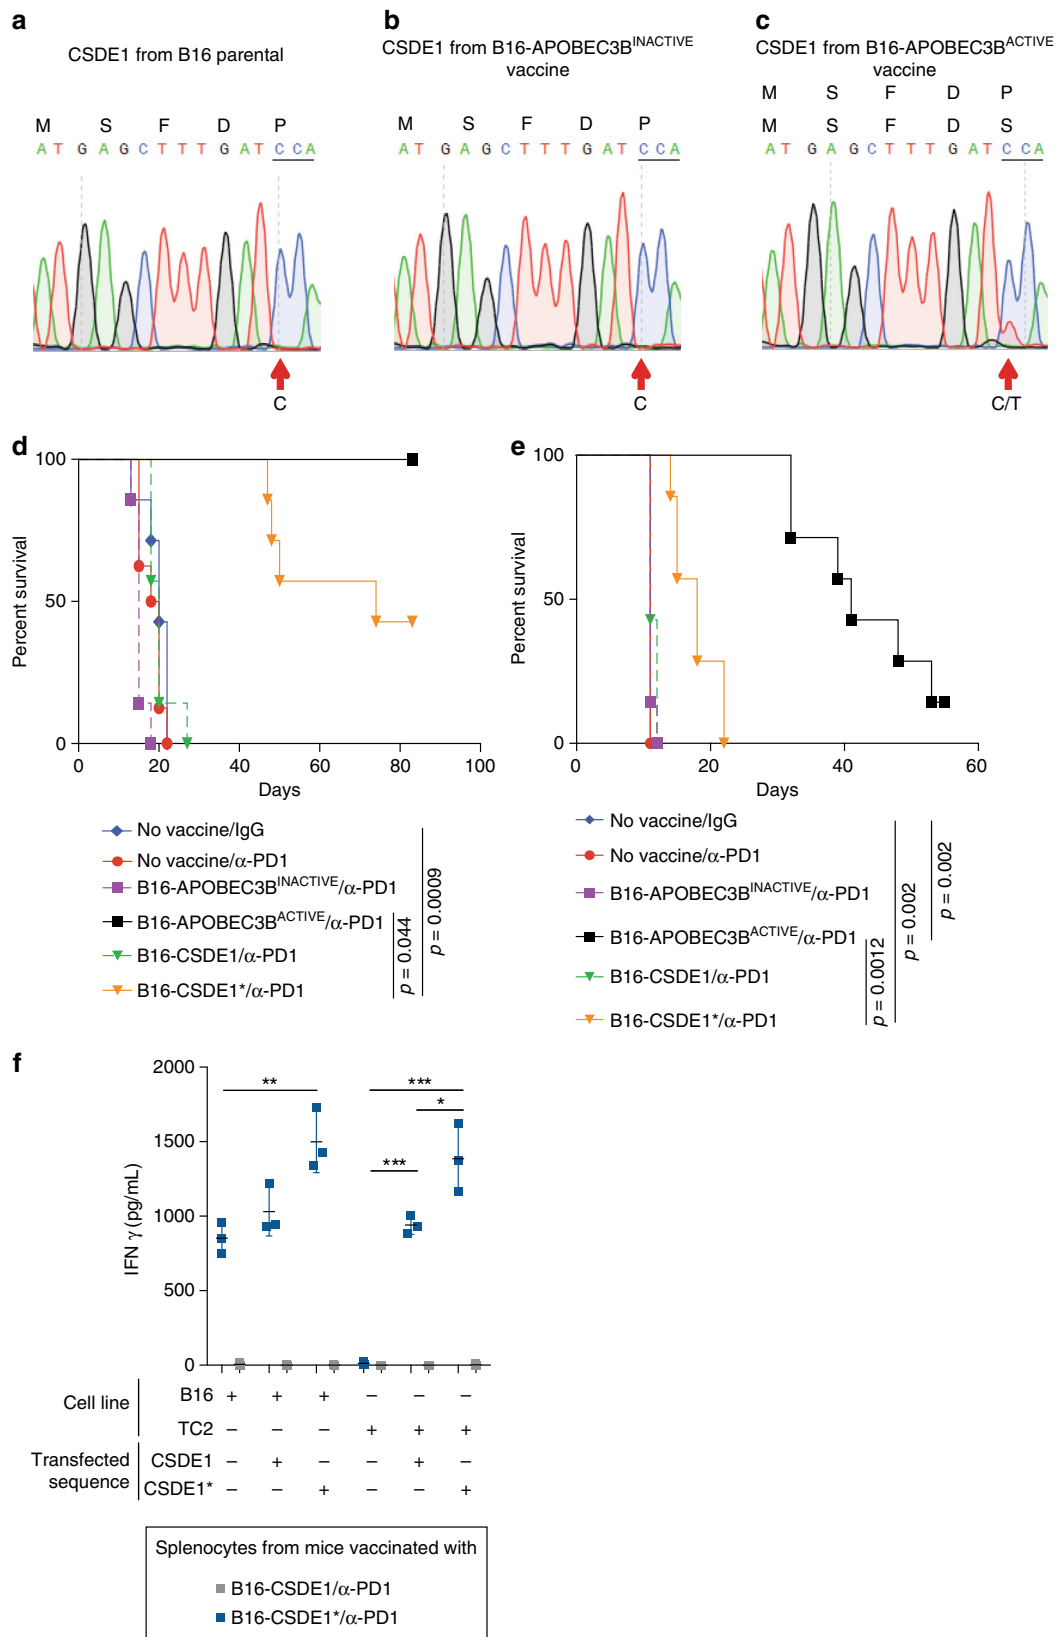 a
CSDE1 from B16 parental
M S F D P
A T G A G C T T T G A T C C A
C
b
CSDE1 from B16-APOBEC3B^INACTIVE
vaccine
M S F D P
A T G A G C T T T G A T C C A
C
c
CSDE1 from B16-APOBEC3B^ACTIVE
vaccine
M S F D P
M S F D S
A T G A G C T T T G A T C C A
C/T
d
Percent survival
100
50
0
0 20 40 60 80 100
Days
No vaccine/IgG
No vaccine/α-PD1
B16-APOBEC3B^INACTIVE/α-PD1
B16-APOBEC3B^ACTIVE/α-PD1
B16-CSDE1/α-PD1
B16-CSDE1*/α-PD1
p = 0.044
p = 0.0009
e
Percent survival
100
50
0
0 20 40 60
Days
No vaccine/IgG
No vaccine/α-PD1
B16-APOBEC3B^INACTIVE/α-PD1
B16-APOBEC3B^ACTIVE/α-PD1
B16-CSDE1/α-PD1
B16-CSDE1*/α-PD1
p = 0.0012
p = 0.002
p = 0.002
f
IFN γ (pg/mL)
2000
1500
1000
500
0
** *** * ***
Cell line
B16 + + + – – –
TC2 – – – + + +
Transfected
sequence
CSDE1 – + – – + –
CSDE1* – – + – – +
Splenocytes from mice vaccinated with
B16-CSDE1/α-PD1
B16-CSDE1*/α-PD1